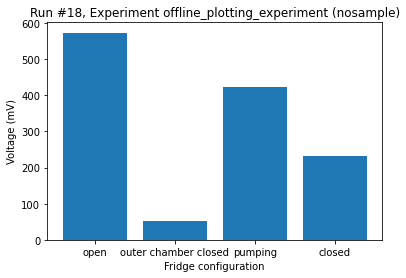 Run #18, Experiment offline_plotting_experiment (nosample)
600
500
400
300
200
100
0
Voltage (mV)
open outer chamber closed pumping closed
Fridge configuration